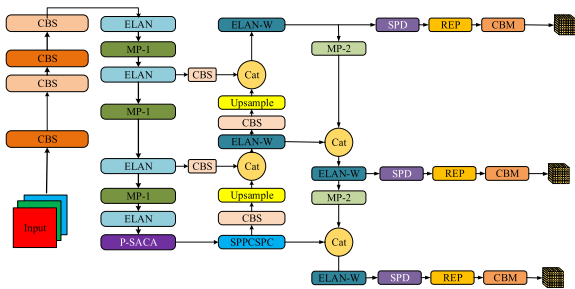 CBS ELAN ELAN-W SPD REP CBM
MP-1 MP-2
CBS
ELAN CBS Cat
CBS
Upsample
MP-1
CBS
CBS ELAN-W Cat
ELAN CBS Cat ELAN-W SPD REP CBM
MP-1 Upsample MP-2
ELAN CBS
Input
P-SACA SPPCSPC Cat
ELAN-W SPD REP CBM